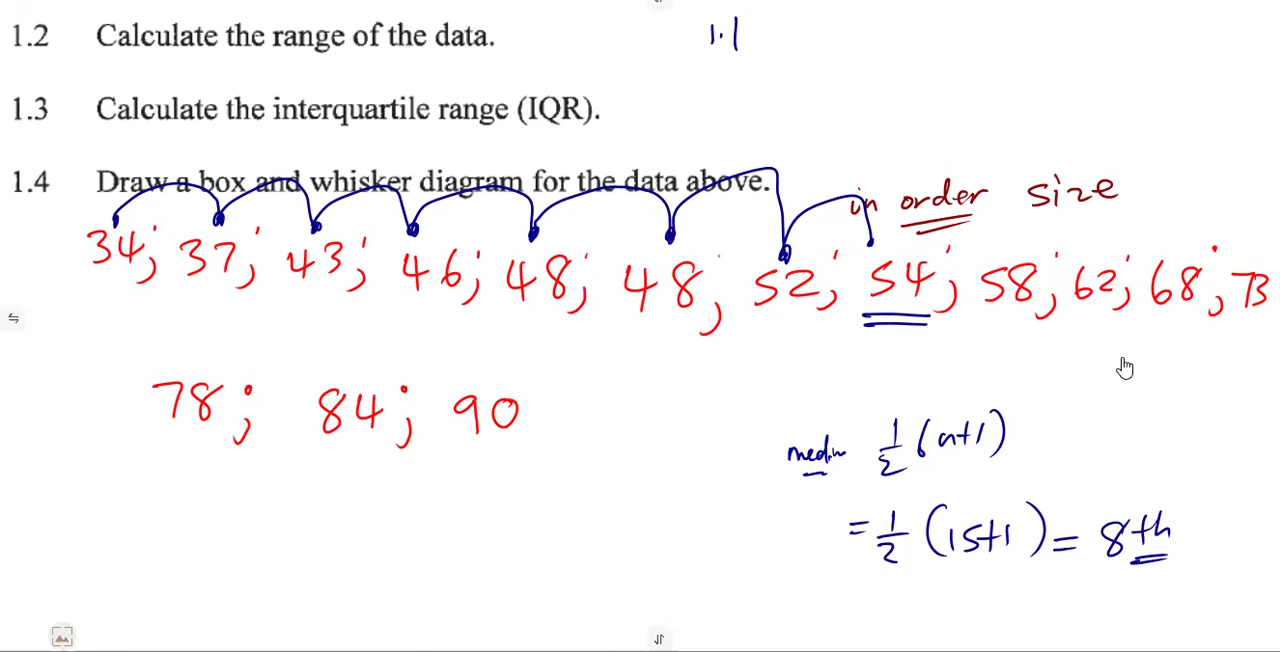 1.2 Calculate the range of the data.
1.1
1.3 Calculate the interquartile range (IQR).
1.4 Draw a box and whisker diagram for the data above.
in order size
34; 37; 43; 46; 48; 48; 52; 54; 58; 62; 68; 73
78; 84; 90
median 1/2 (n+1)
= 1/2 (15+1) = 8th